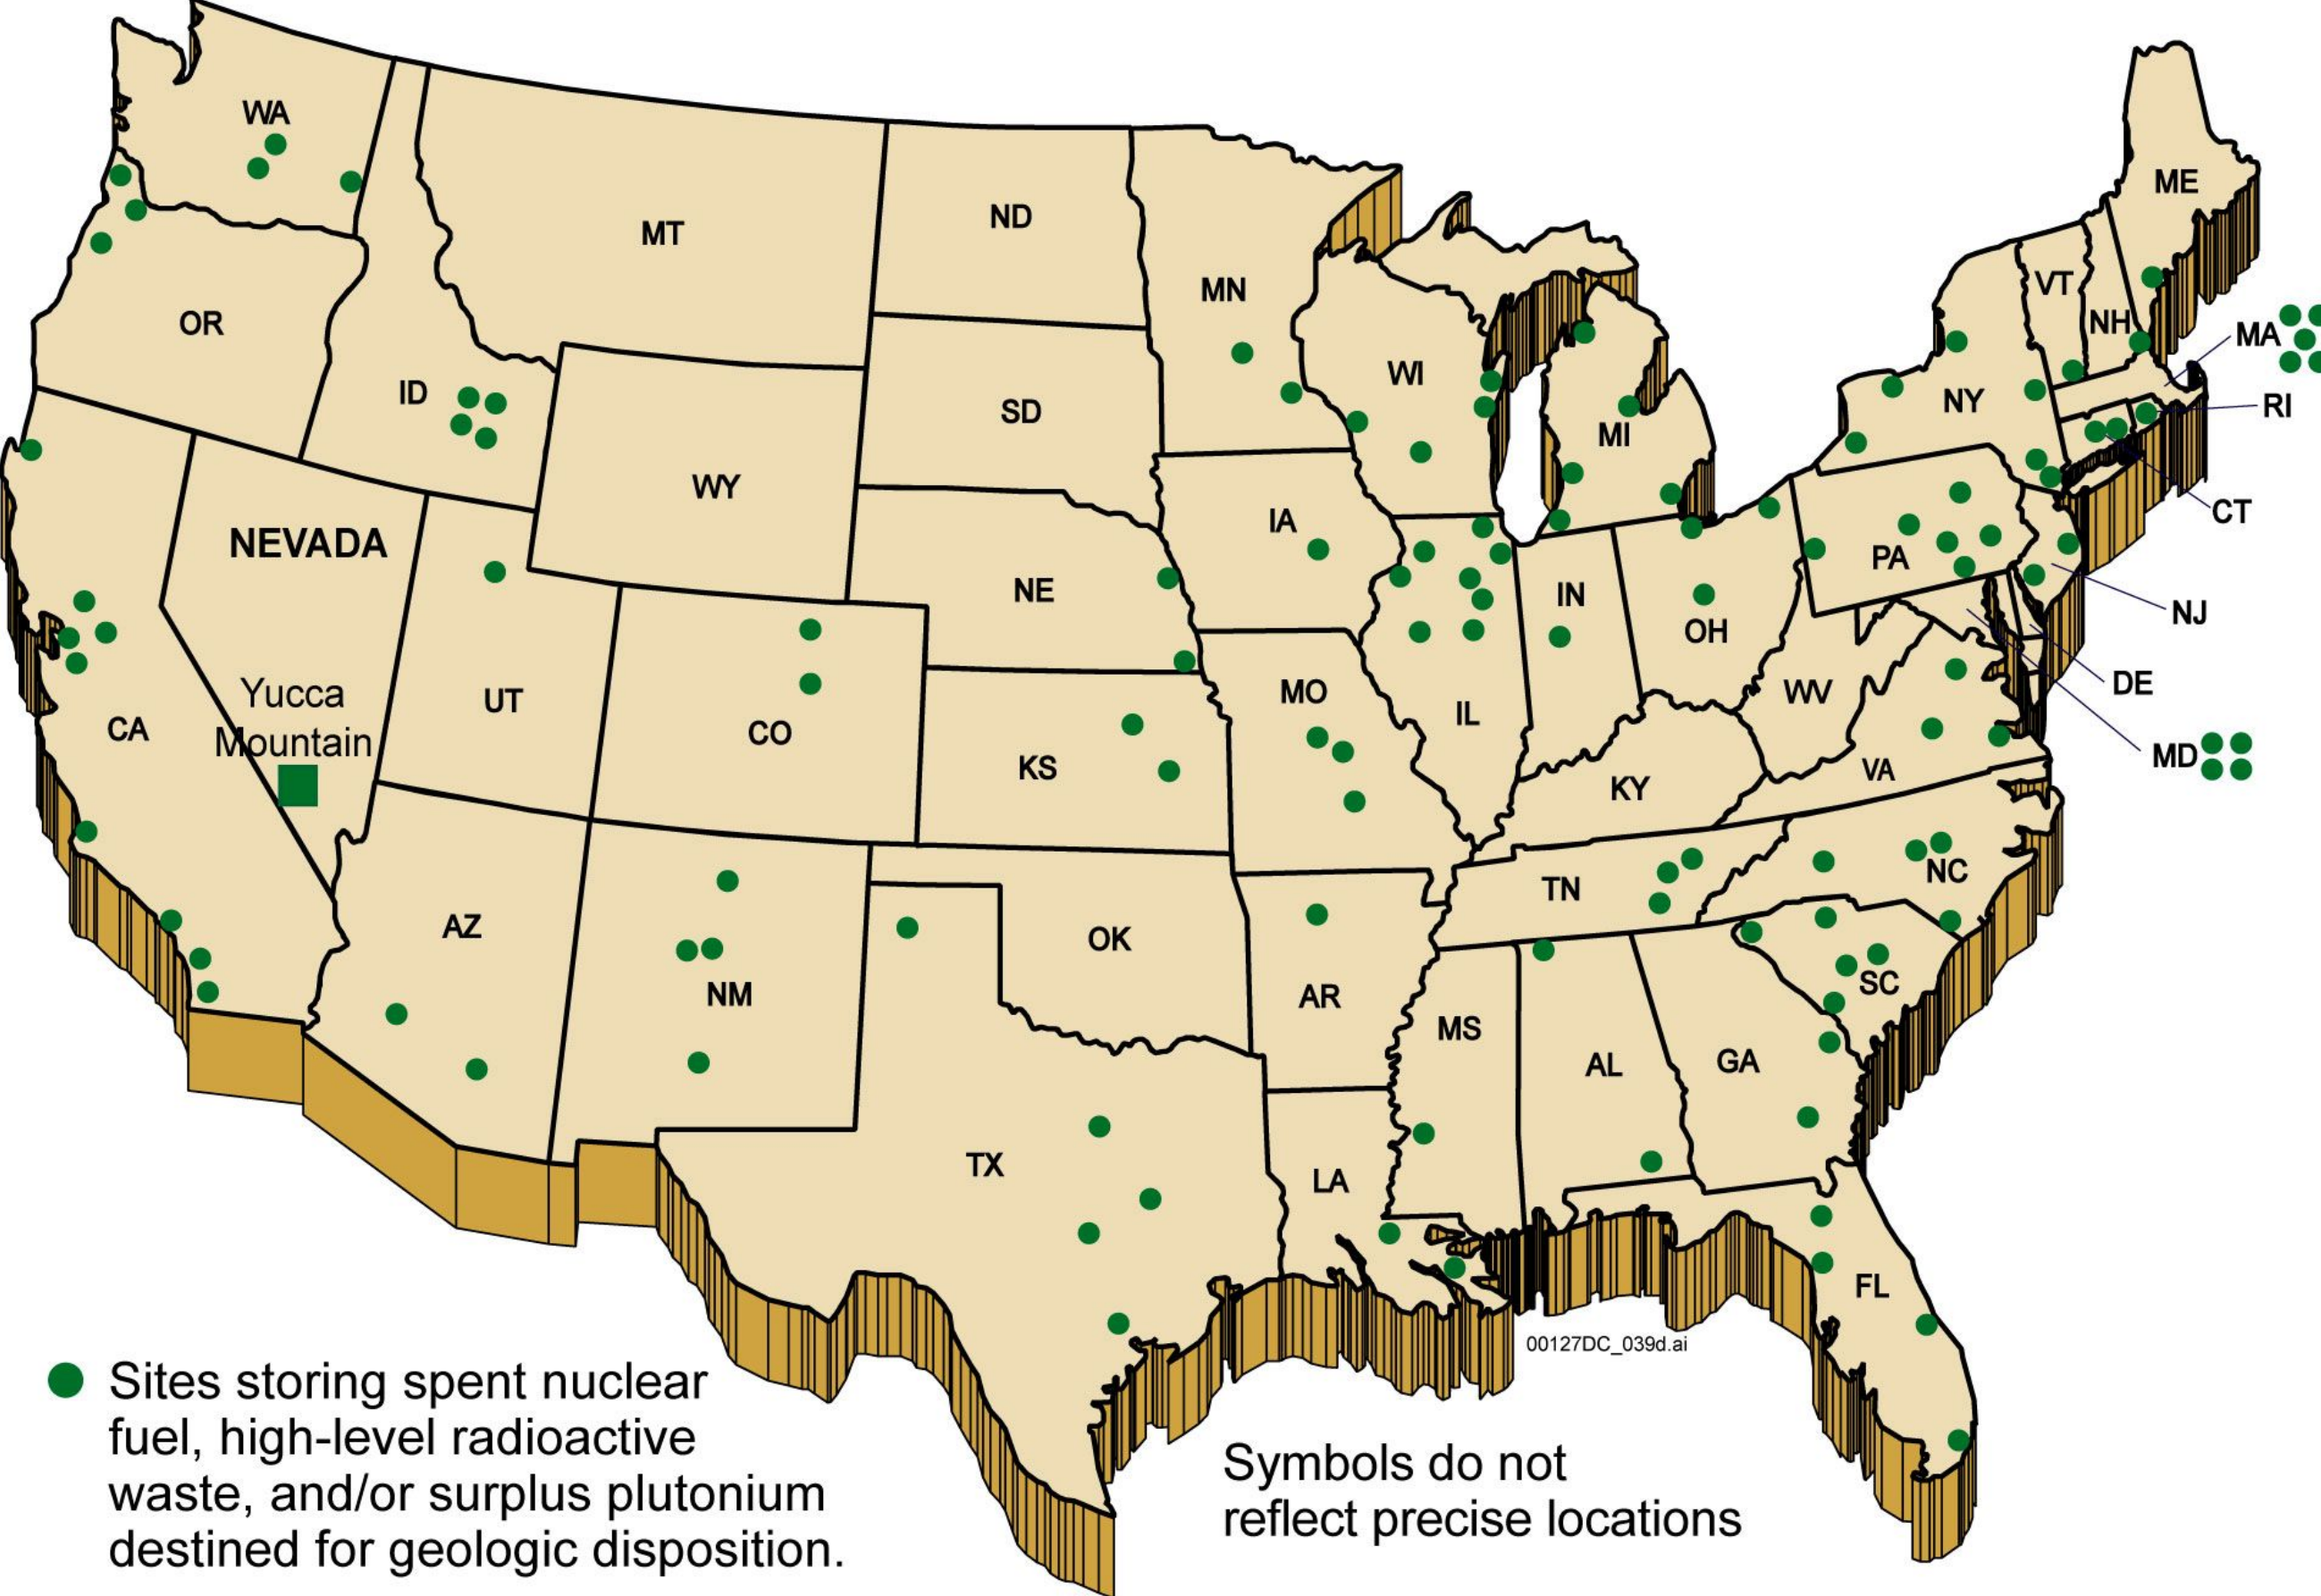 WA
ME
MT
ND
MN
VT
NH
OR
MA
WI
ID
SD
NY
RI
MI
WY
CT
IA
NEVADA
PA
NE
IN
NJ
OH
DE
Yucca
Mountain
UT
MO
WV
CA
CO
IL
MD
KS
KY
VA
TN
NC
AZ
OK
AR
NM
SC
MS
AL
GA
TX
LA
FL
00127DC_039d.ai
Sites storing spent nuclear
fuel, high-level radioactive
waste, and/or surplus plutonium
destined for geologic disposition.
Symbols do not
reflect precise locations